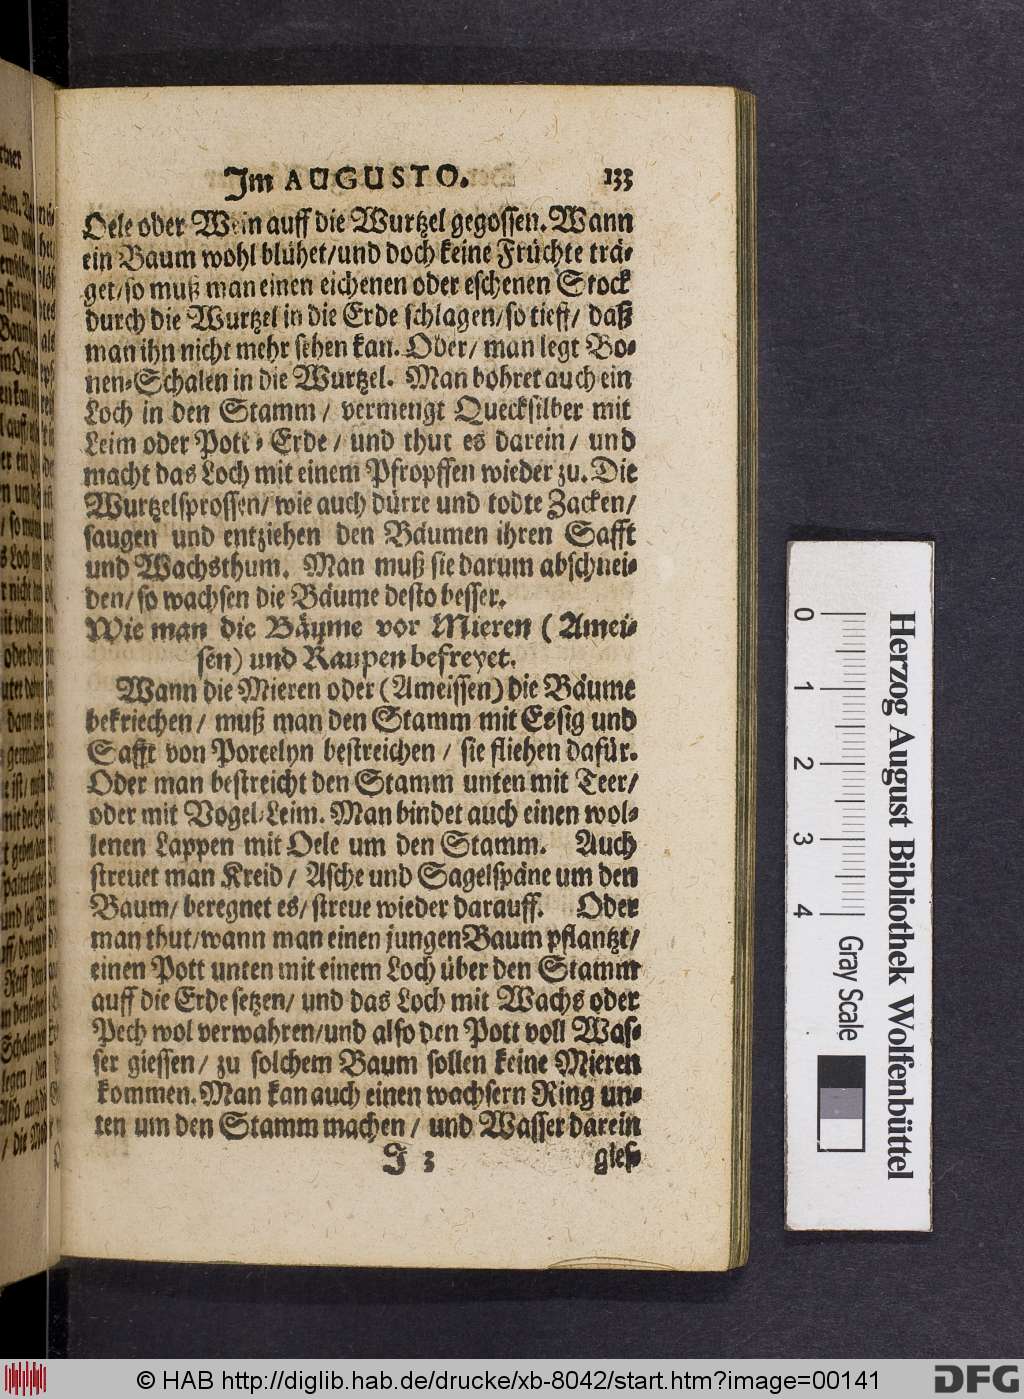 Im AUGUSTO. 133
Oele oder Wein auff die Wurtzel gegossen. Wann
ein Baum wohl blühet/und doch keine Früchte trä-
get/so muß man einen eichenen oder eschenen Stock
durch die Wurtzel in die Erde schlagen/so tieff/ daß
man ihn nicht mehr sehen kan. Oder/ man legt Bo-
nen-Schalen in die Wurtzel. Man bohret auch ein
Loch in den Stamm/ vermengt Quecksilber mit
Leim oder Pott-Erde/ und thut es darein/ und
macht das Loch mit einem Pfropffen wieder zu. Die
Wurtzelsprossen/ wie auch dürre und todte Zacken/
saugen und entziehen den Bäumen ihren Safft
und Wachsthum. Man muß sie darum abschnei-
den/ so wachsen die Bäume desto besser.
Wie man die Bäume vor Mieren (Amei-
sen) und Raupen befreyet.
Wann die Mieren oder (Ameissen) die Bäume
bekriechen/ muß man den Stamm mit Essig und
Safft von Porcelyn bestreichen/ sie fliehen dafür.
Oder man bestreicht den Stamm unten mit Teer/
oder mit Vogel-Leim. Man bindet auch einen wol-
lenen Lappen mit Oele um den Stamm. Auch
streuet man Kreid/ Asche und Sagelspäne um den
Baum/ beregnet es/ streue wieder darauff. Oder
man thut/wann man einen jungen Baum pflantzt/
einen Pott unten mit einem Loch über den Stamm
auff die Erde setzen/ und das Loch mit Wachs oder
Pech wol verwahren/und also den Pott voll Was-
ser giessen/ zu solchem Baum sollen keine Mieren
kommen. Man kan auch einen wachsern Ring un-
ten um den Stamm machen/ und Wasser darein
I 3 gies-
0 1 2 3 4 Gray Scale
Herzog August Bibliothek Wolfenbüttel
© HAB http://diglib.hab.de/drucke/xb-8042/start.htm?image=00141
DFG